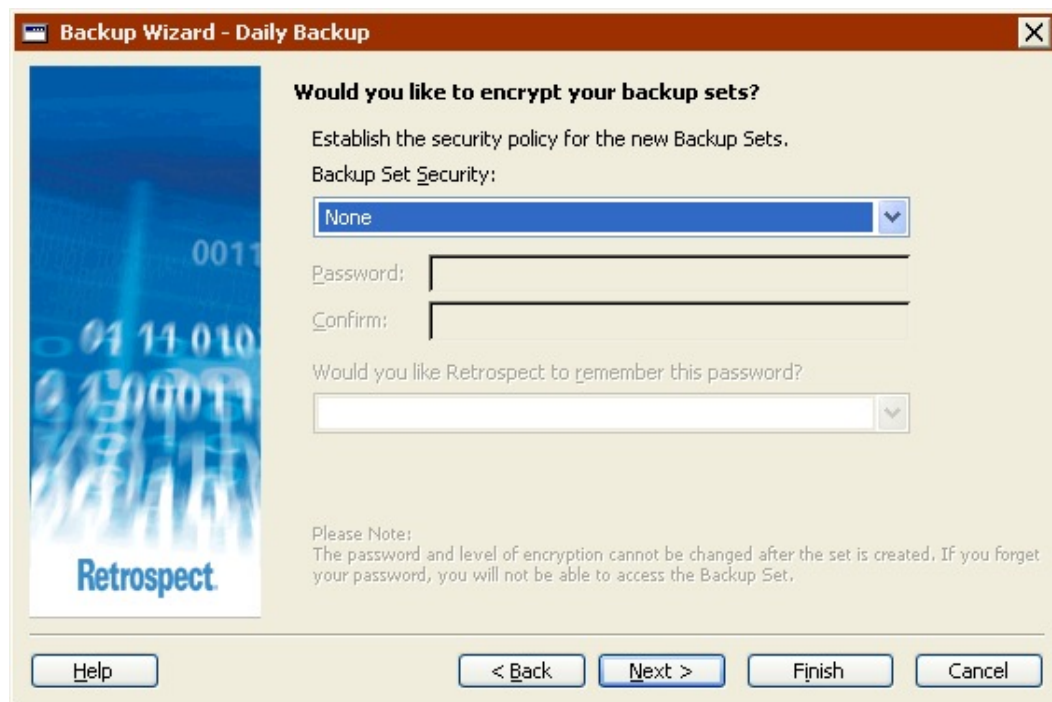 Backup Wizard - Daily Backup
Would you like to encrypt your backup sets?
Establish the security policy for the new Backup Sets.
Backup Set Security:
None
0011
Password:
01 11 010
Confirm:
Would you like Retrospect to remember this password?
Please Note:
The password and level of encryption cannot be changed after the set is created. If you forget
your password, you will not be able to access the Backup Set.
Retrospect.
Help
< Back
Next >
Finish
Cancel